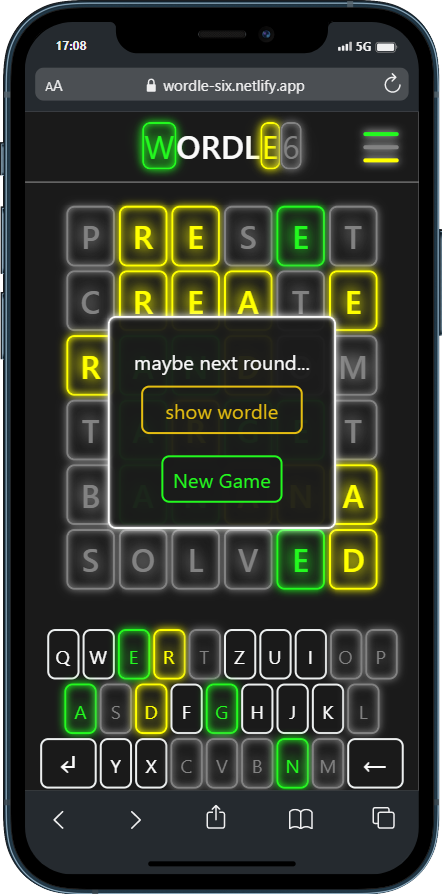 17:08 5G
AA wordle-six.netlify.app
WORDLE6
P R E S E T
C R E A T E
maybe next round...
R M
show wordle
T T
New Game
B A
S O L V E D
Q W E R T Z U I O P
A S D F G H J K L
Y X C V B N M